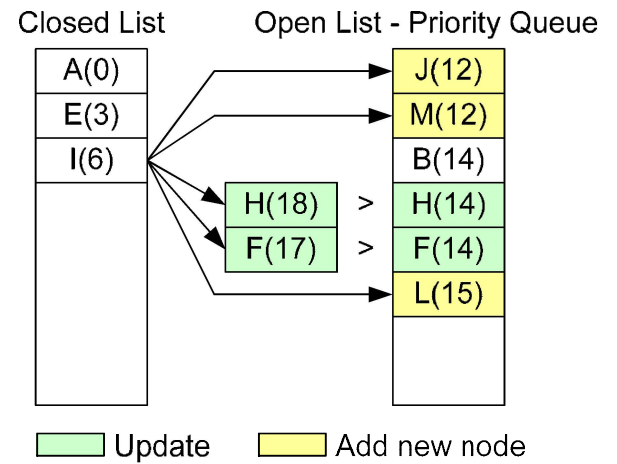 Closed List
Open List - Priority Queue
A(0)
J(12)
E(3)
M(12)
I(6)
B(14)
H(18) > H(14)
F(17) > F(14)
L(15)
Update
Add new node